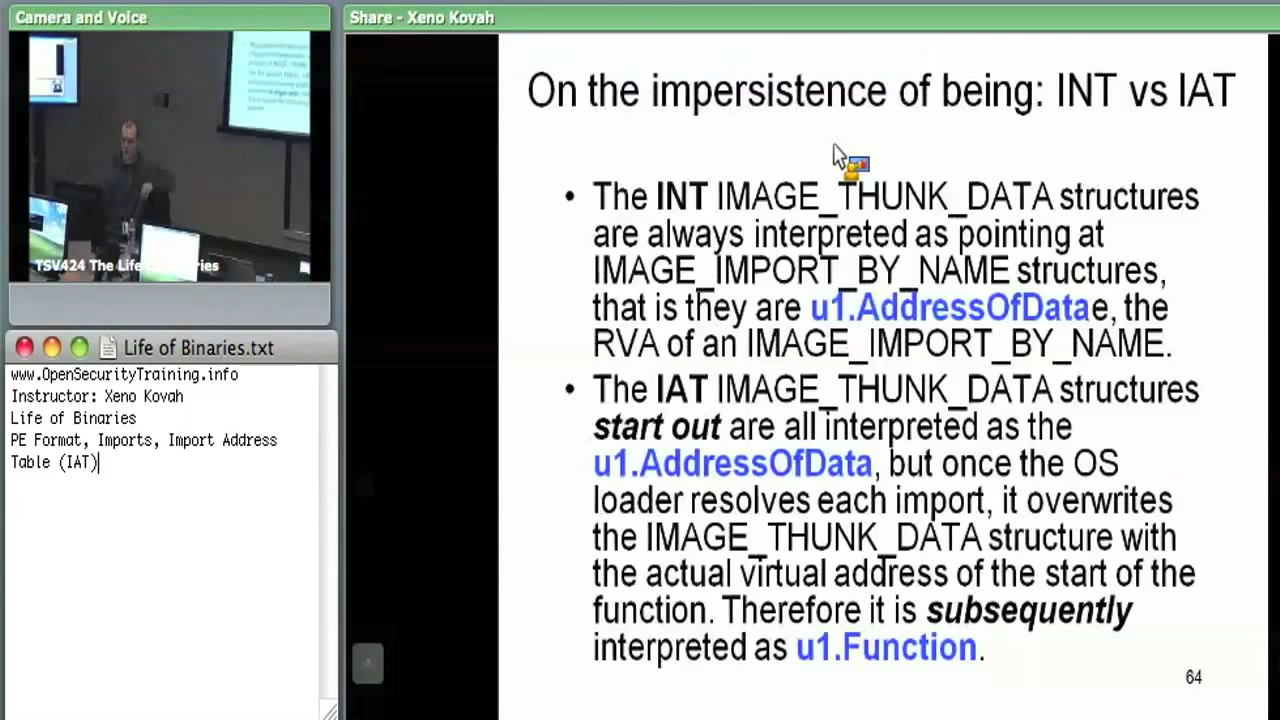 Camera and Voice
TSV424 The Life
Share - Xeno Kovah
Life of Binaries.txt
www.OpenSecurityTraining.info
Instructor: Xeno Kovah
Life of Binaries
PE Format, Imports, Import Address
Table (IAT)
On the impersistence of being: INT vs IAT
• The INT IMAGE_THUNK_DATA structures
are always interpreted as pointing at
IMAGE_IMPORT_BY_NAME structures,
that is they are u1.AddressOfDatae, the
RVA of an IMAGE_IMPORT_BY_NAME.
• The IAT IMAGE_THUNK_DATA structures
start out are all interpreted as the
u1.AddressOfData, but once the OS
loader resolves each import, it overwrites
the IMAGE_THUNK_DATA structure with
the actual virtual address of the start of the
function. Therefore it is subsequently
interpreted as u1.Function.
64